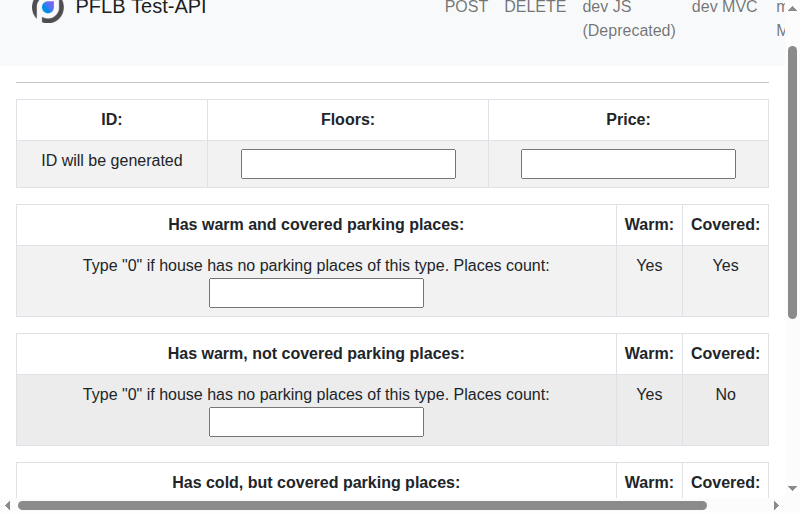 PFLB Test-API
POST DELETE dev JS (Deprecated) dev MVC
ID: Floors: Price:
ID will be generated
Has warm and covered parking places: Warm: Covered:
Type "0" if house has no parking places of this type. Places count: Yes Yes
Has warm, not covered parking places: Warm: Covered:
Type "0" if house has no parking places of this type. Places count: Yes No
Has cold, but covered parking places: Warm: Covered: